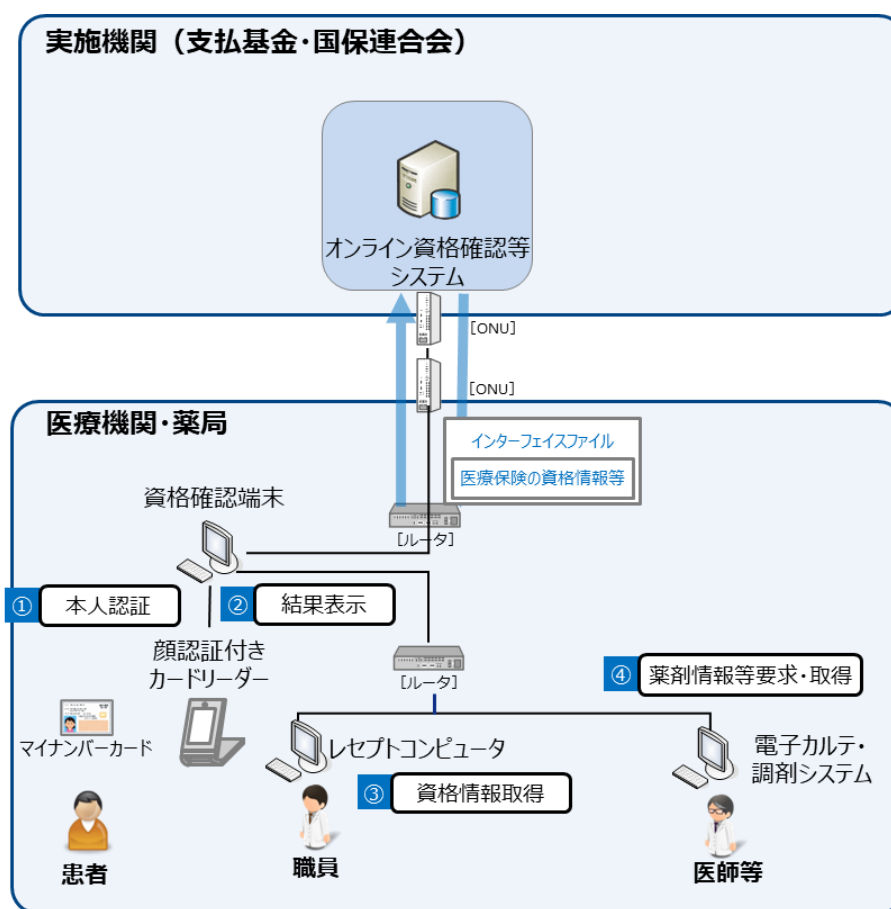 実施機関（支払基金・国保連合会）
オンライン資格確認等
システム
[ONU]
[ONU]
医療機関・薬局
インターフェイスファイル
医療保険の資格情報等
資格確認端末
[ルータ]
① 本人認証
② 結果表示
顔認証付き
カードリーダー
[ルータ]
④ 薬剤情報等要求・取得
マイナンバーカード
レセプトコンピュータ
電子カルテ・
調剤システム
③ 資格情報取得
患者
職員
医師等